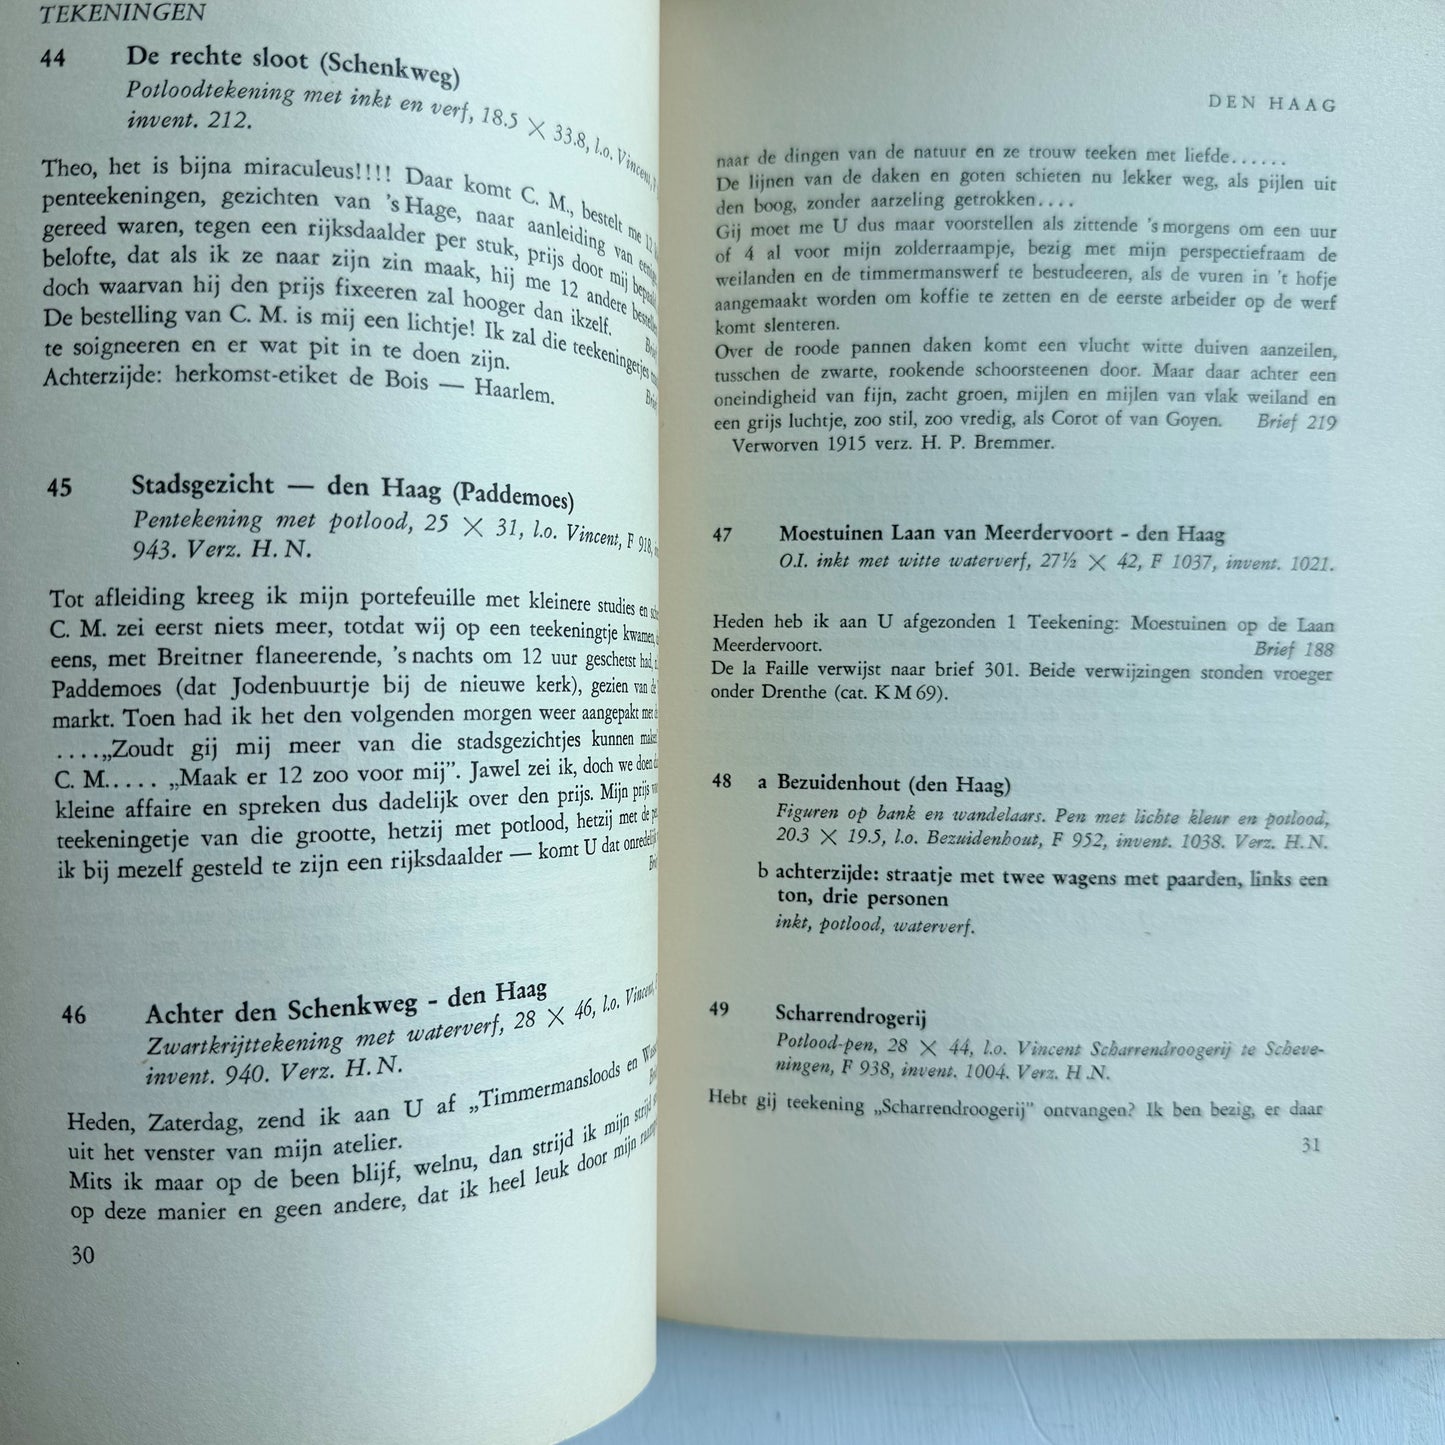 TEKENINGEN
44 De rechte sloot (Schenkweg)
Potloodtekening met inkt en verf, 18.5 × 33.8, l.o. Vincent,
invent. 212.
Theo, het is bijna miraculeus!!!! Daar komt C. M., bestelt me 12
penteekeningen, gezichten van 's Hage, naar aanleiding van eenige
gereed waren, tegen een rijksdaalder per stuk, prijs door mij bepaald
belofte, dat als ik ze naar zijn zin maak, hij me 12 andere bestellen
doch waarvan hij den prijs fixeeren zal hooger dan ikzelf.
De bestelling van C. M. is mij een lichtje! Ik zal die teekeningetjes
te soigneeren en er wat pit in te doen zijn.
Achterzijde: herkomst-etiket de Bois — Haarlem.
45 Stadsgezicht — den Haag (Paddemoes)
Pentekening met potlood, 25 × 31, l.o. Vincent, F 918,
943. Verz. H. N.
Tot afleiding kreeg ik mijn portefeuille met kleinere studies en
C. M. zei eerst niets meer, totdat wij op een teekeningtje kwamen,
eens, met Breitner flaneerende, 's nachts om 12 uur geschetst had,
Paddemoes (dat Jodenbuurtje bij de nieuwe kerk), gezien van de
markt. Toen had ik het den volgenden morgen weer aangepakt met
....„Zoudt gij mij meer van die stadsgezichtjes kunnen
C. M..... „Maak er 12 zoo voor mij”. Jawel zei ik, doch we doen
kleine affaire en spreken dus dadelijk over den prijs. Mijn prijs
teekeningetje van die grootte, hetzij met potlood, hetzij met de
ik bij mezelf gesteld te zijn een rijksdaalder — komt U dat
46 Achter den Schenkweg - den Haag
Zwartkrijttekening met waterverf, 28 × 46, l.o. Vincent,
invent. 940. Verz. H. N.
Heden, Zaterdag, zend ik aan U af „Timmermansloods en
uit het venster van mijn atelier.
Mits ik maar op de been blijf, welnu, dan strijd ik mijn strijd
op deze manier en geen andere, dat ik heel leuk door mijn
30
DEN HAAG
naar de dingen van de natuur en ze trouw teeken met liefde......
De lijnen van de daken en goten schieten nu lekker weg, als pijlen uit
den boog, zonder aarzeling getrokken....
Gij moet me U dus maar voorstellen als zittende 's morgens om een uur
of 4 al voor mijn zolderraampje, bezig met mijn perspectiefraam de
weilanden en de timmermanswerf te bestudeeren, als de vuren in 't hofje
aangemaakt worden om koffie te zetten en de eerste arbeider op de werf
komt slenteren.
Over de roode pannen daken komt een vlucht witte duiven aanzeilen,
tusschen de zwarte, rookende schoorsteenen door. Maar daar achter een
oneindigheid van fijn, zacht groen, mijlen en mijlen van vlak weiland en
een grijs luchtje, zoo stil, zoo vredig, als Corot of van Goyen. Brief 219
Verworven 1915 verz. H. P. Bremmer.
47 Moestuinen Laan van Meerdervoort - den Haag
O.I. inkt met witte waterverf, 27½ × 42, F 1037, invent. 1021.
Heden heb ik aan U afgezonden 1 Teekening: Moestuinen op de Laan
Meerdervoort. Brief 188
De la Faille verwijst naar brief 301. Beide verwijzingen stonden vroeger
onder Drenthe (cat. KM 69).
48 a Bezuidenhout (den Haag)
Figuren op bank en wandelaars. Pen met lichte kleur en potlood,
20.3 × 19.5, l.o. Bezuidenhout, F 952, invent. 1038. Verz. H.N.
b achterzijde: straatje met twee wagens met paarden, links een
ton, drie personen
inkt, potlood, waterverf.
49 Scharrendrogerij
Potlood-pen, 28 × 44, l.o. Vincent Scharrendroogerij te Scheve-
ningen, F 938, invent. 1004. Verz. H .N.
Hebt gij teekening „Scharrendroogerij” ontvangen? Ik ben bezig, er daar
31